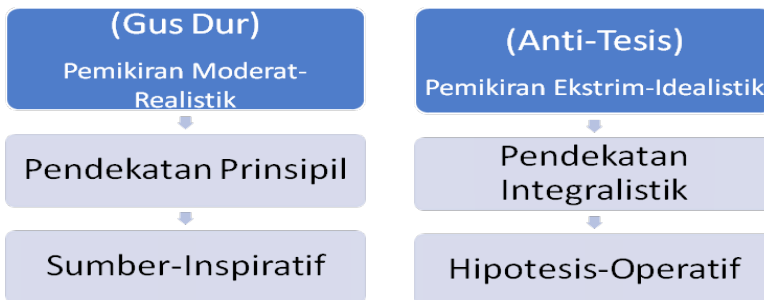 (Gus Dur)
Pemikiran Moderat-
Realistik
Pendekatan Prinsipil
Sumber-Inspiratif
(Anti-Tesis)
Pemikiran Ekstrim-Idealistik
Pendekatan
Integralistik
Hipotesis-Operatif